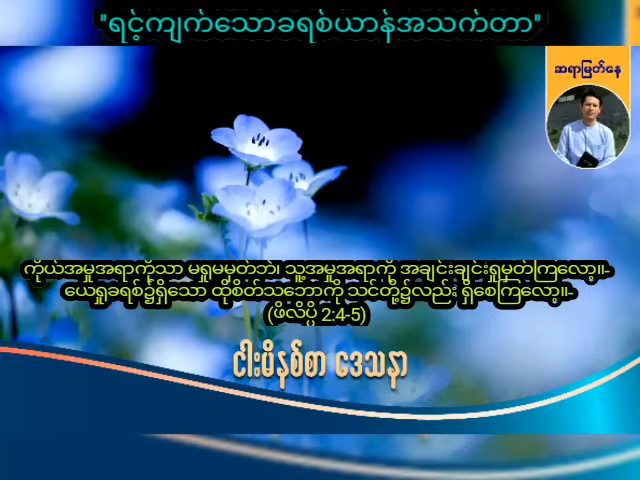 "ရင့်ကျက်သောခရစ်ယာန်အသက်တာ"
ဆရာမြတ်နေ
ကိုယ်အမှုအရာကိုသာ မရှုမမှတ်ဘဲ၊ သူ့အမှုအရာကို အချင်းချင်းရှုမှတ်ကြလော့။-
ယေရှုခရစ်၌ရှိသော ထိုစိတ်သဘောကို သင်တို့၌လည်း ရှိစေကြလော့။-
(ဖိလိပ္ပိ 2:4-5)
ငါးမိနစ်စာ ဒေသနာ